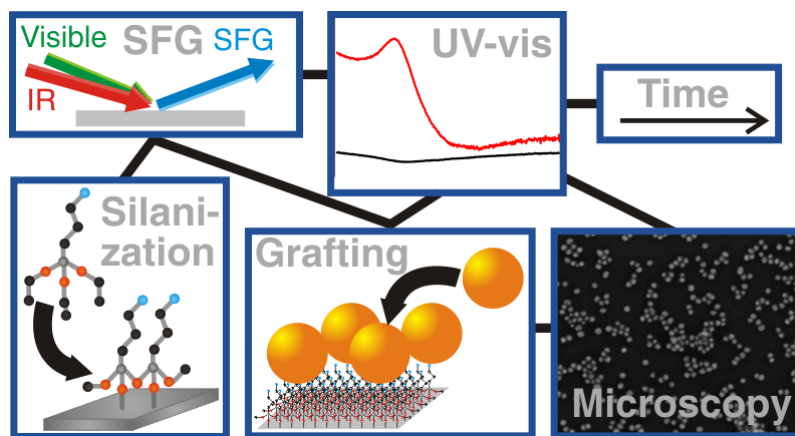 Visible
SFG
SFG
IR
UV-vis
Time
Silani-
zation
Grafting
Microscopy